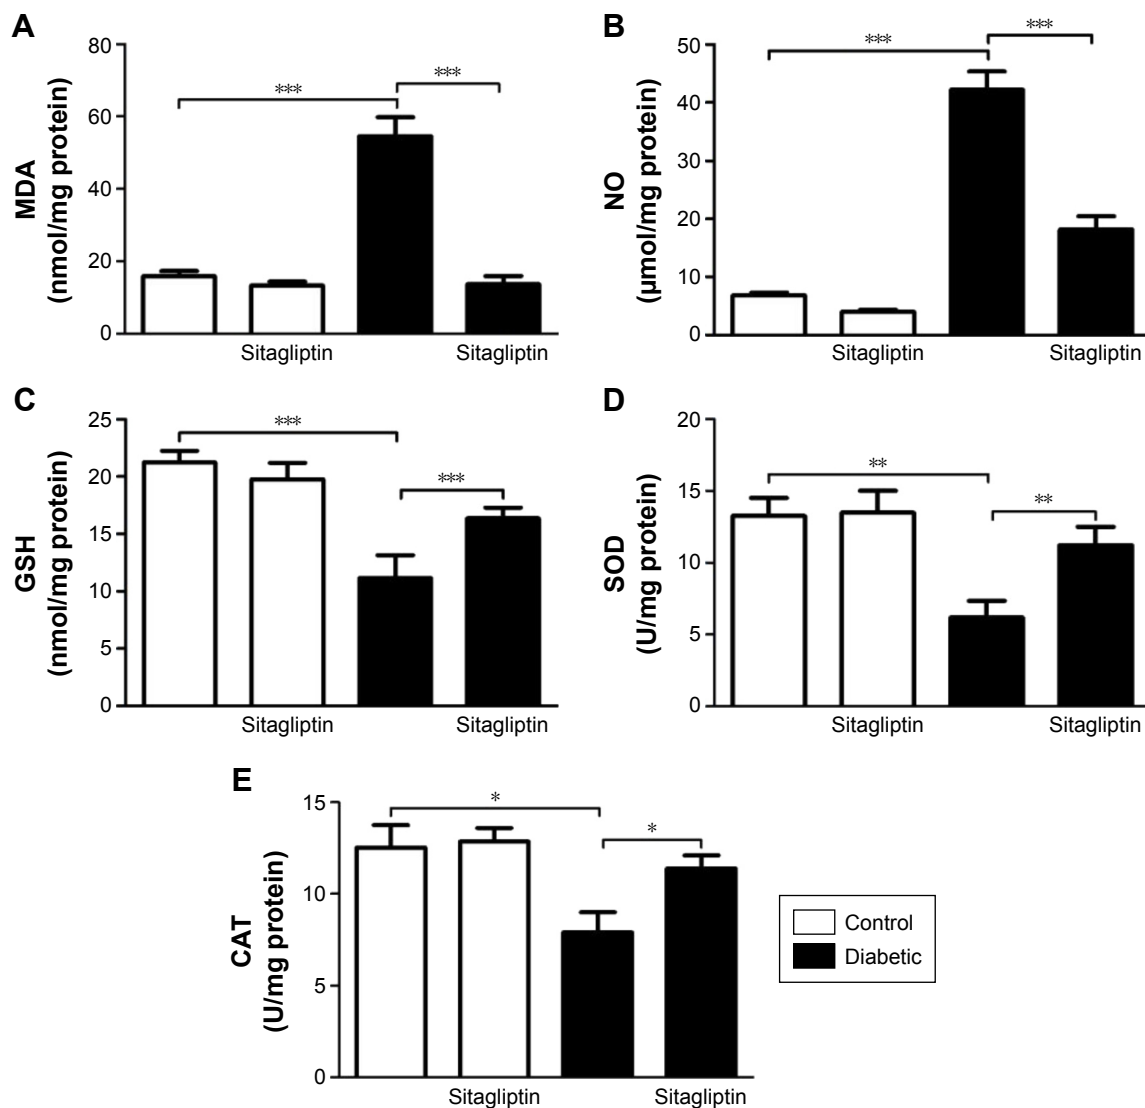 A
MDA
(nmol/mg protein)
80
60
40
20
0
***
***
Sitagliptin
Sitagliptin
B
NO
(µmol/mg protein)
50
40
30
20
10
0
***
***
Sitagliptin
Sitagliptin
C
GSH
(nmol/mg protein)
25
20
15
10
5
0
***
***
Sitagliptin
Sitagliptin
D
SOD
(U/mg protein)
20
15
10
5
0
**
**
Sitagliptin
Sitagliptin
E
CAT
(U/mg protein)
15
10
5
0
*
*
Sitagliptin
Sitagliptin
Control
Diabetic